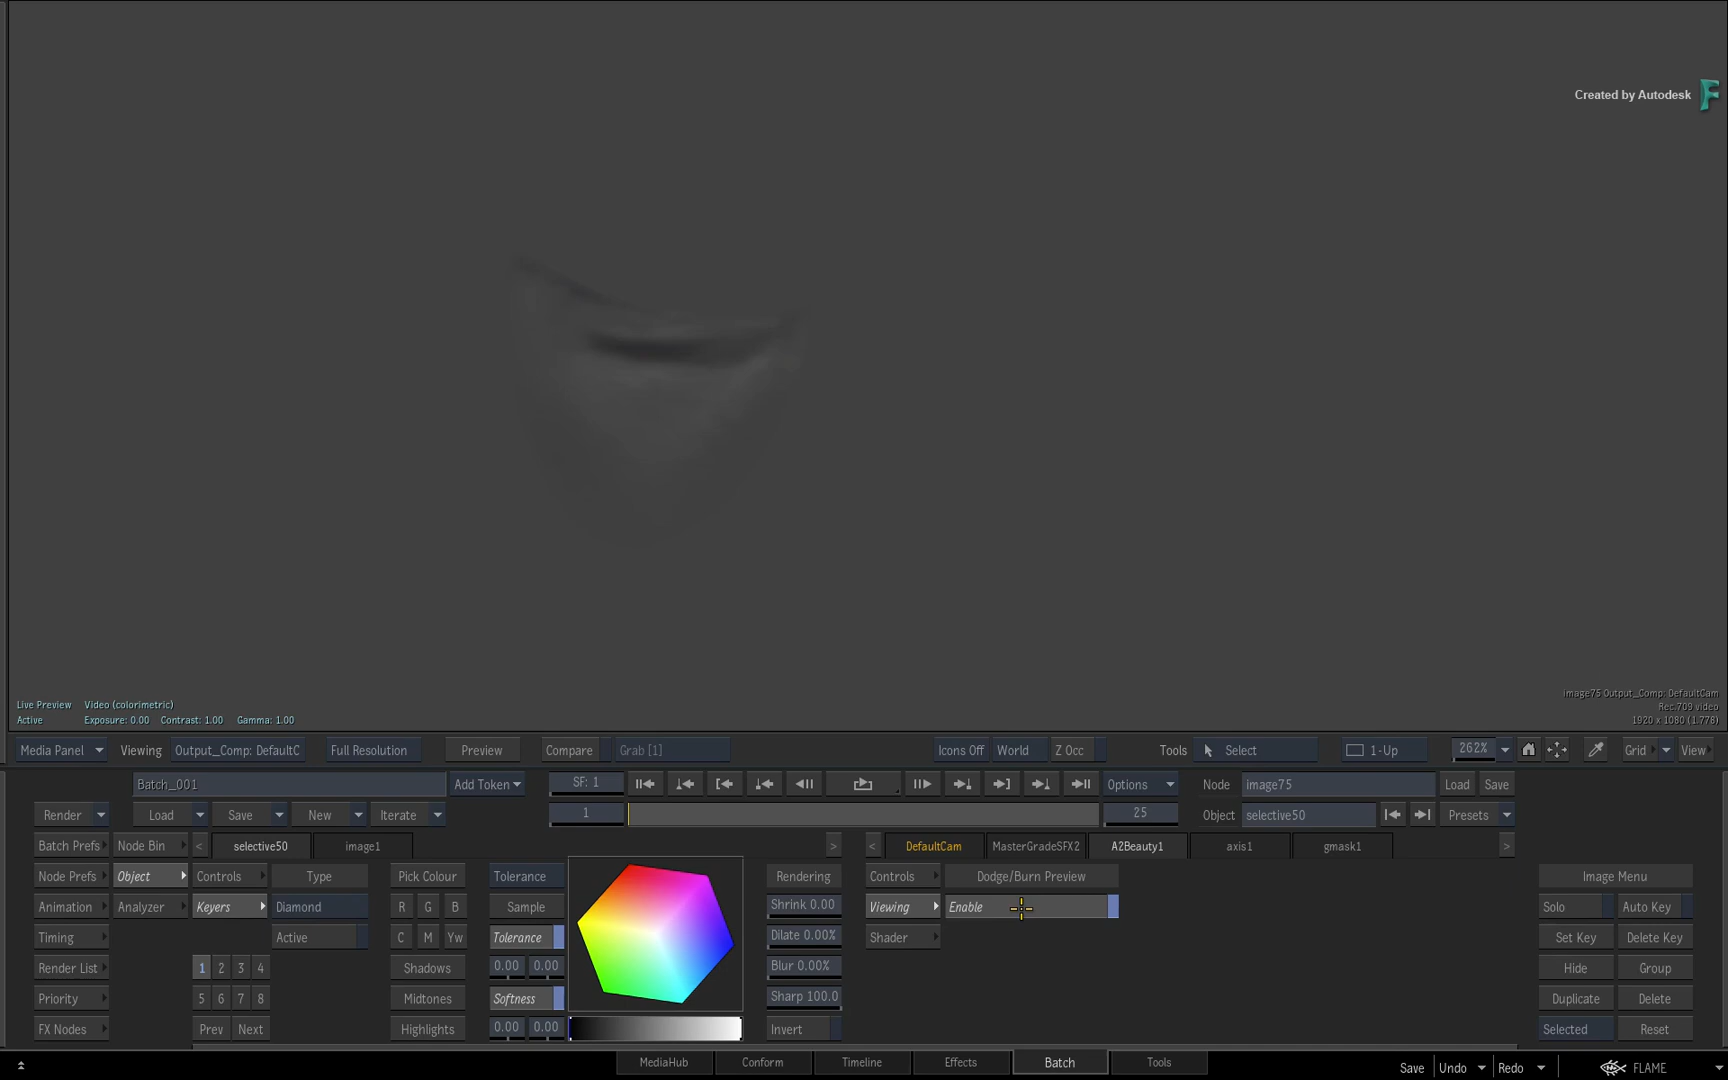 Created by Autodesk
Live Preview Video (colorimetric)
Active Exposure: 0.00 Contrast: 1.00 Gamma: 1.00
image75 Output_Comp: DefaultCam
Rec.709 video
1920 x 1080 (1.778)
Media Panel Viewing Output_Comp: DefaultC Full Resolution Preview Compare Grab [1] Icons Off World Z Occ Tools Select 1-Up 262% Grid View
Batch_001 Add Token SF: 1 Options Node image75 Load Save
Render Load Save New Iterate 1 25 Object selective50 Presets
Batch Prefs Node Bin < selective50 image1 > < DefaultCam MasterGradeSFX2 A2Beauty1 axis1 gmask1 >
Node Prefs Object Controls Type Pick Colour Tolerance Rendering Controls Dodge/Burn Preview Image Menu
Animation Analyzer Keyers Diamond R G B Sample Shrink 0.00 Viewing Enable Solo Auto Key
Timing Active C M Yw Tolerance Dilate 0.00% Shader Set Key Delete Key
Render List 1 2 3 4 Shadows 0.00 0.00 Blur 0.00% Hide Group
Priority 5 6 7 8 Midtones Softness Sharp 100.0 Duplicate Delete
FX Nodes Prev Next Highlights 0.00 0.00 Invert Selected Reset
MediaHub Conform Timeline Effects Batch Tools Save Undo Redo FLAME